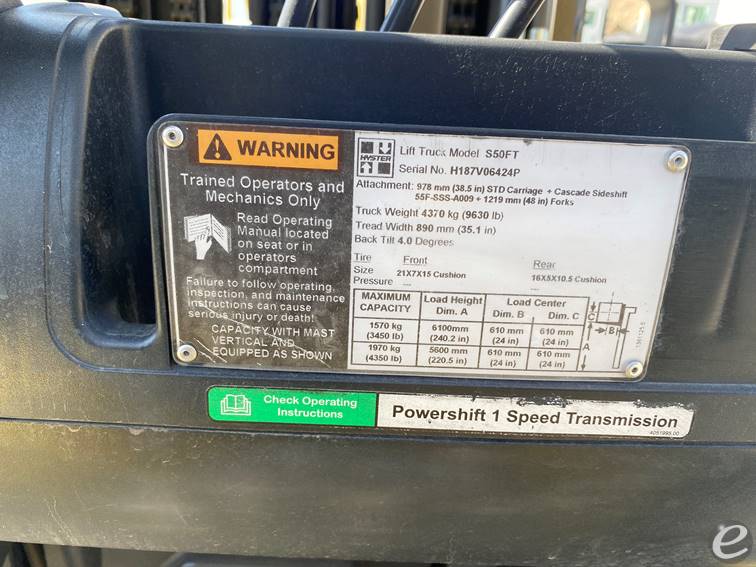 WARNING
Trained Operators and
Mechanics Only
Read Operating
Manual located
on seat or in
operators
compartment
Failure to follow operating,
inspection, and maintenance
instructions can cause
serious injury or death!
CAPACITY WITH MAST
VERTICAL AND
EQUIPPED AS SHOWN
HYSTER
Lift Truck Model S50FT
Serial No. H187V06424P
Attachment: 978 mm (38.5 in) STD Carriage + Cascade Sideshift
55F-SSS-A009 + 1219 mm (48 in) Forks
Truck Weight 4370 kg (9630 lb)
Tread Width 890 mm (35.1 in)
Back Tilt 4.0 Degrees
Tire Front Rear
Size 21X7X15 Cushion 16X5X10.5 Cushion
Pressure --- ---
MAXIMUM CAPACITY Load Height Dim. A Load Center Dim. B Dim. C
1570 kg 6100mm 610 mm 610 mm
(3450 lb) (240.2 in) (24 in) (24 in)
1970 kg 5600 mm 610 mm 610 mm
(4350 lb) (220.5 in) (24 in) (24 in)
C
B
A
Check Operating
Instructions
Powershift 1 Speed Transmission
4051995.00
e